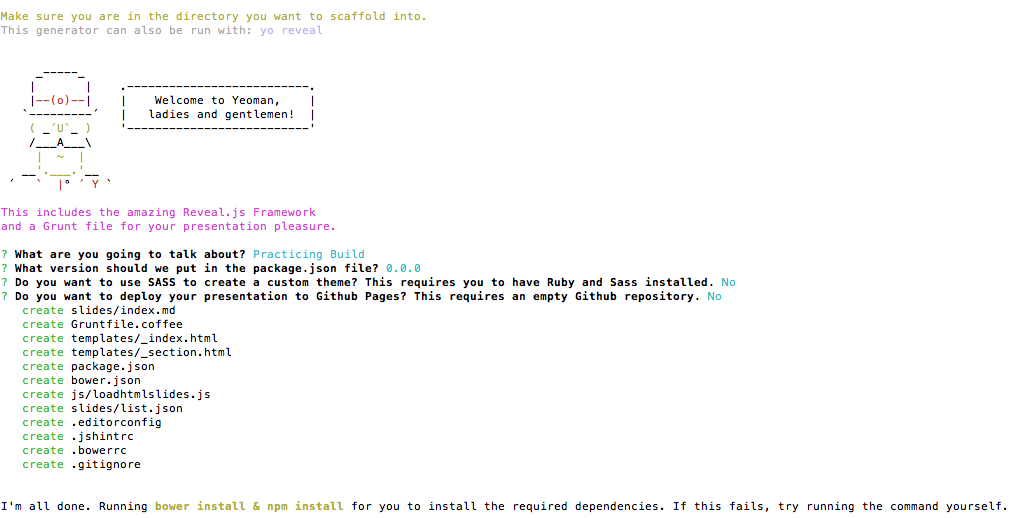 Make sure you are in the directory you want to scaffold into.
This generator can also be run with: yo reveal
     _-----_
    |       |    .--------------------------.
    |--(o)--|    |    Welcome to Yeoman,    |
   `---------´   |   ladies and gentlemen!  |
    ( _´U`_ )    '--------------------------'
    /___A___\
     |  ~  |
   __'.___.'__
 ´   `  |° ´ Y `
This includes the amazing Reveal.js Framework
and a Grunt file for your presentation pleasure.
? What are you going to talk about? Practicing Build
? What version should we put in the package.json file? 0.0.0
? Do you want to use SASS to create a custom theme? This requires you to have Ruby and Sass installed. No
? Do you want to deploy your presentation to Github Pages? This requires an empty Github repository. No
   create slides/index.md
   create Gruntfile.coffee
   create templates/_index.html
   create templates/_section.html
   create package.json
   create bower.json
   create js/loadhtmlslides.js
   create slides/list.json
   create .editorconfig
   create .jshintrc
   create .bowerrc
   create .gitignore
I'm all done. Running bower install & npm install for you to install the required dependencies. If this fails, try running the command yourself.